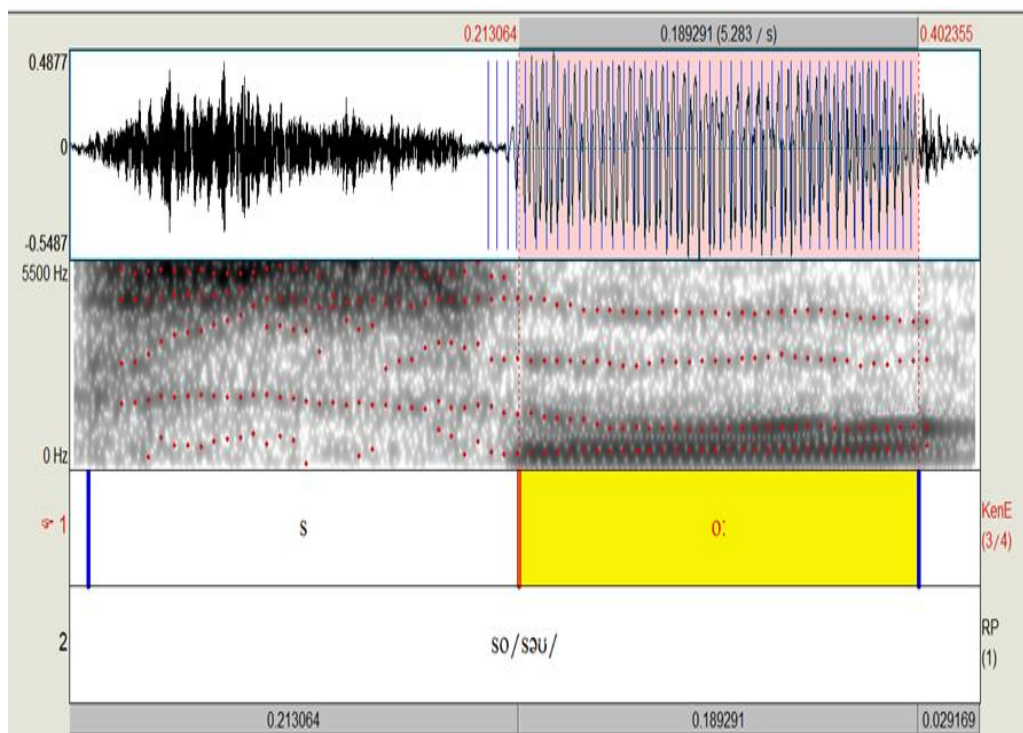 0.213064 0.189291 (5.283 / s) 0.402355
0.4877
0
-0.5487
5500 Hz
0 Hz
1 s o: KenE
(3/4)
2 so/səʊ/ RP
(1)
0.213064 0.189291 0.029169